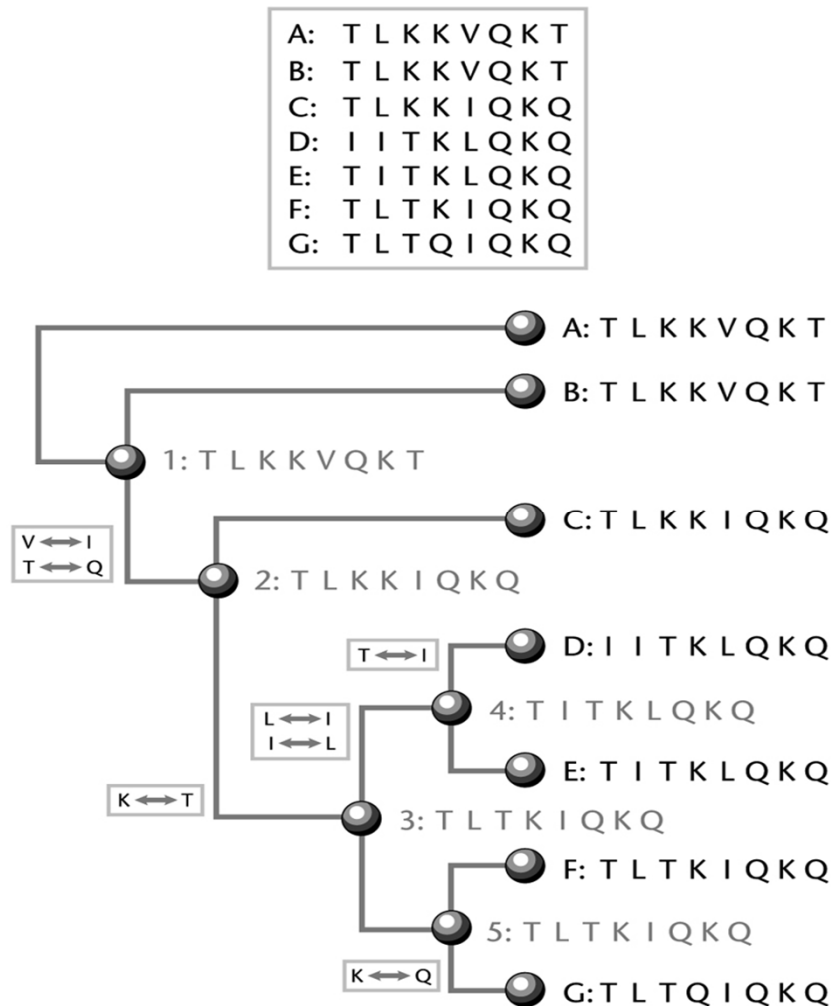 A: T L K K V Q K T
B: T L K K V Q K T
C: T L K K I Q K Q
D: I I T K L Q K Q
E: T I T K L Q K Q
F: T L T K I Q K Q
G: T L T Q I Q K Q
A: T L K K V Q K T
B: T L K K V Q K T
1: T L K K V Q K T
C: T L K K I Q K Q
V ⟷ I
T ⟷ Q
2: T L K K I Q K Q
T ⟷ I
D: I I T K L Q K Q
L ⟷ I
I ⟷ L
4: T I T K L Q K Q
E: T I T K L Q K Q
K ⟷ T
3: T L T K I Q K Q
F: T L T K I Q K Q
5: T L T K I Q K Q
K ⟷ Q
G: T L T Q I Q K Q